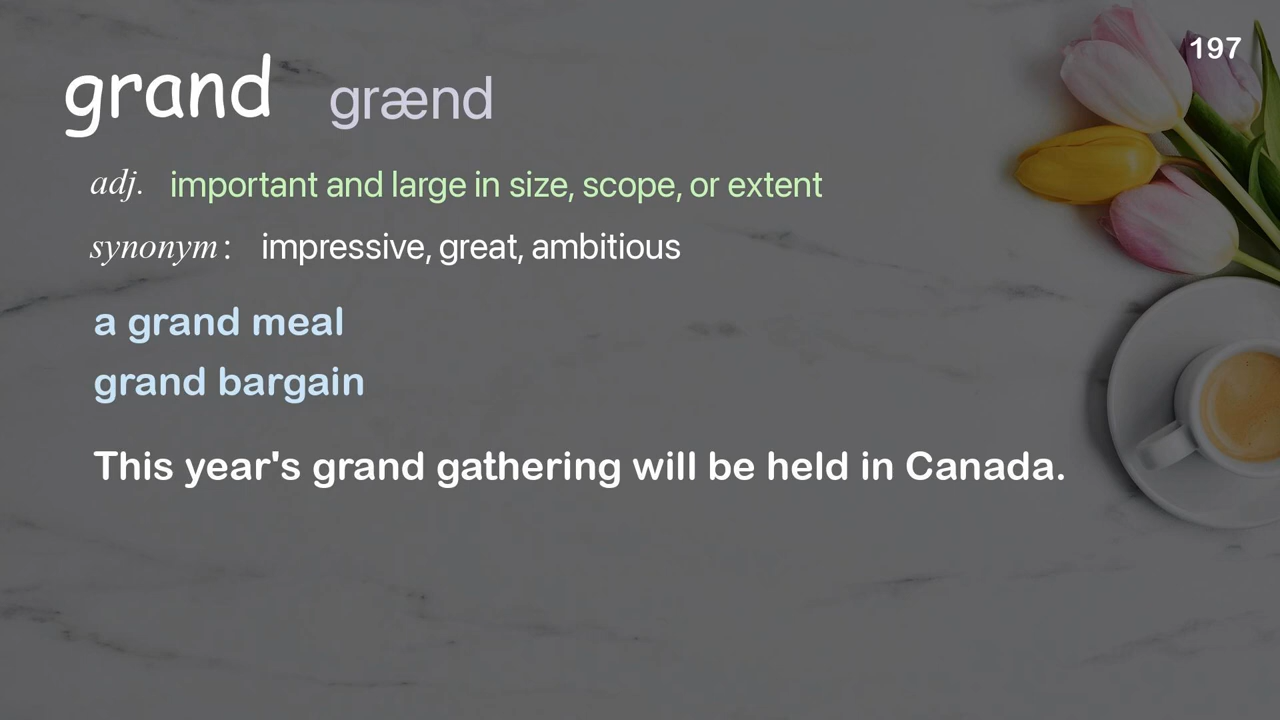 197
grand grænd
adj. important and large in size, scope, or extent
synonym: impressive, great, ambitious
a grand meal
grand bargain
This year's grand gathering will be held in Canada.